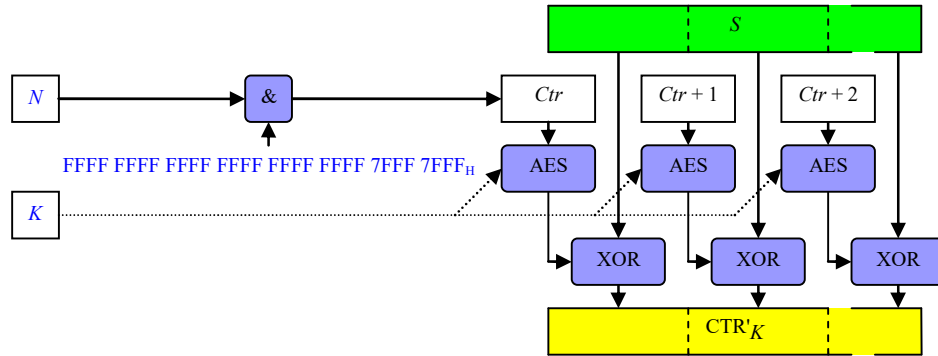 S
N & Ctr Ctr + 1 Ctr + 2
FFFF FFFF FFFF FFFF FFFF FFFF 7FFF 7FFFH AES AES AES
K
XOR XOR XOR
CTR'K